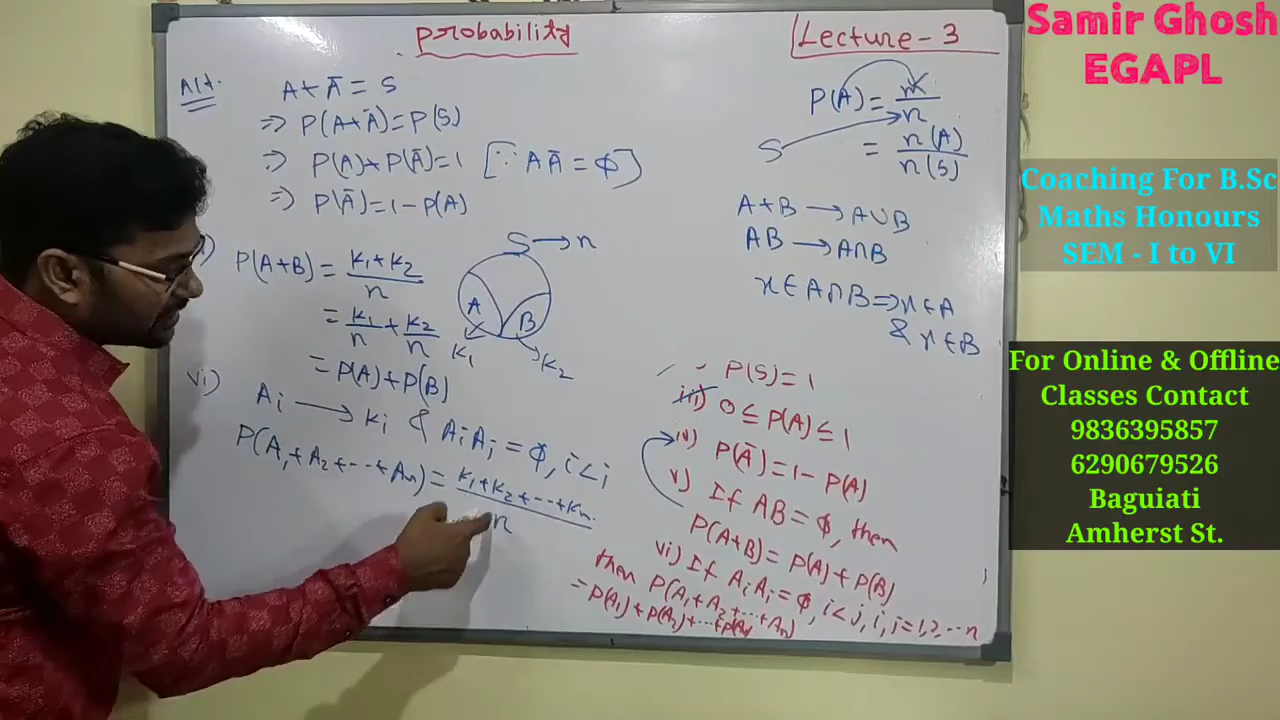 probability
Lecture - 3
Samir Ghosh
EGAPL
Alt.
A + Ā = S
⇒ P(A + Ā) = P(S)
⇒ P(A) + P(Ā) = 1 [∵ AĀ = Φ]
⇒ P(Ā) = 1 - P(A)
P(A+B) = (k₁ + k₂)/n
= k₁/n + k₂/n
= P(A) + P(B)
S → n
A
B
k₁
k₂
vi)
Aᵢ → kᵢ & AᵢAⱼ = Φ, i < j
P(A₁ + A₂ + ... + Aₙ) = (k₁ + k₂ + ... + kₙ)/n
P(A) = k/n
S
= n(A)/n(S)
A+B → A∪B
AB → A∩B
x ∈ A∩B ⇒ x ∈ A
& x ∈ B
P(S) = 1
iii) 0 ≤ P(A) ≤ 1
iv) P(Ā) = 1 - P(A)
v) If AB = Φ, then
P(A+B) = P(A) + P(B)
vi) If AᵢAⱼ = Φ, i < j, i, j = 1, 2, ... n
then P(A₁ + A₂ + ... + Aₙ)
= P(A₁) + P(A₂) + ... + P(Aₙ)
Coaching For B.Sc
Maths Honours
SEM - I to VI
For Online & Offline
Classes Contact
9836395857
6290679526
Baguiati
Amherst St.